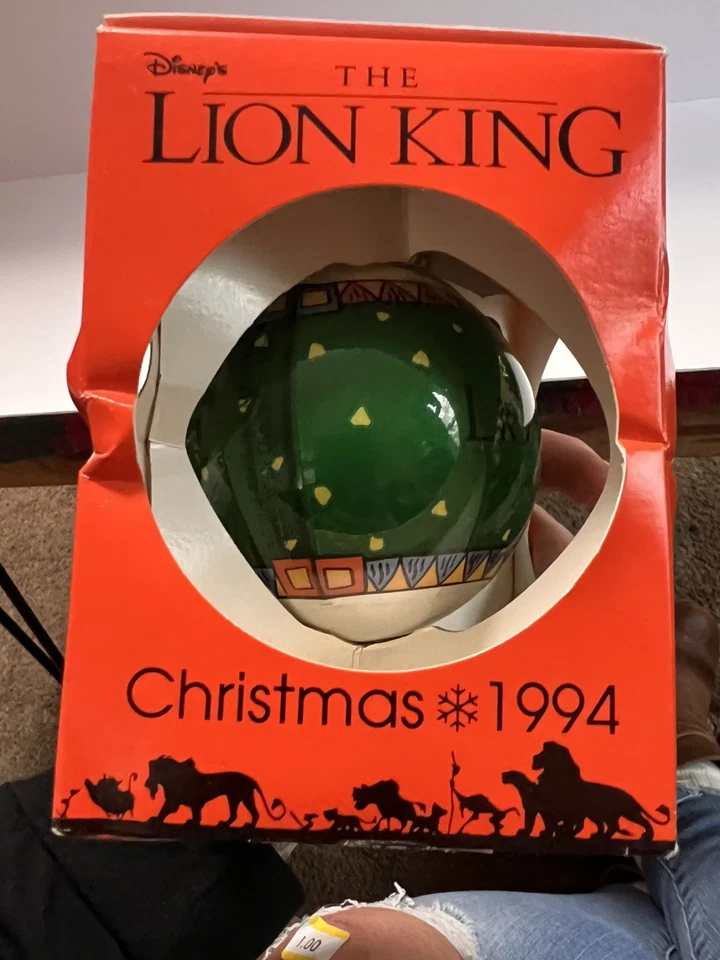 Disney's
THE
LION KING
Christmas 1994
1.00